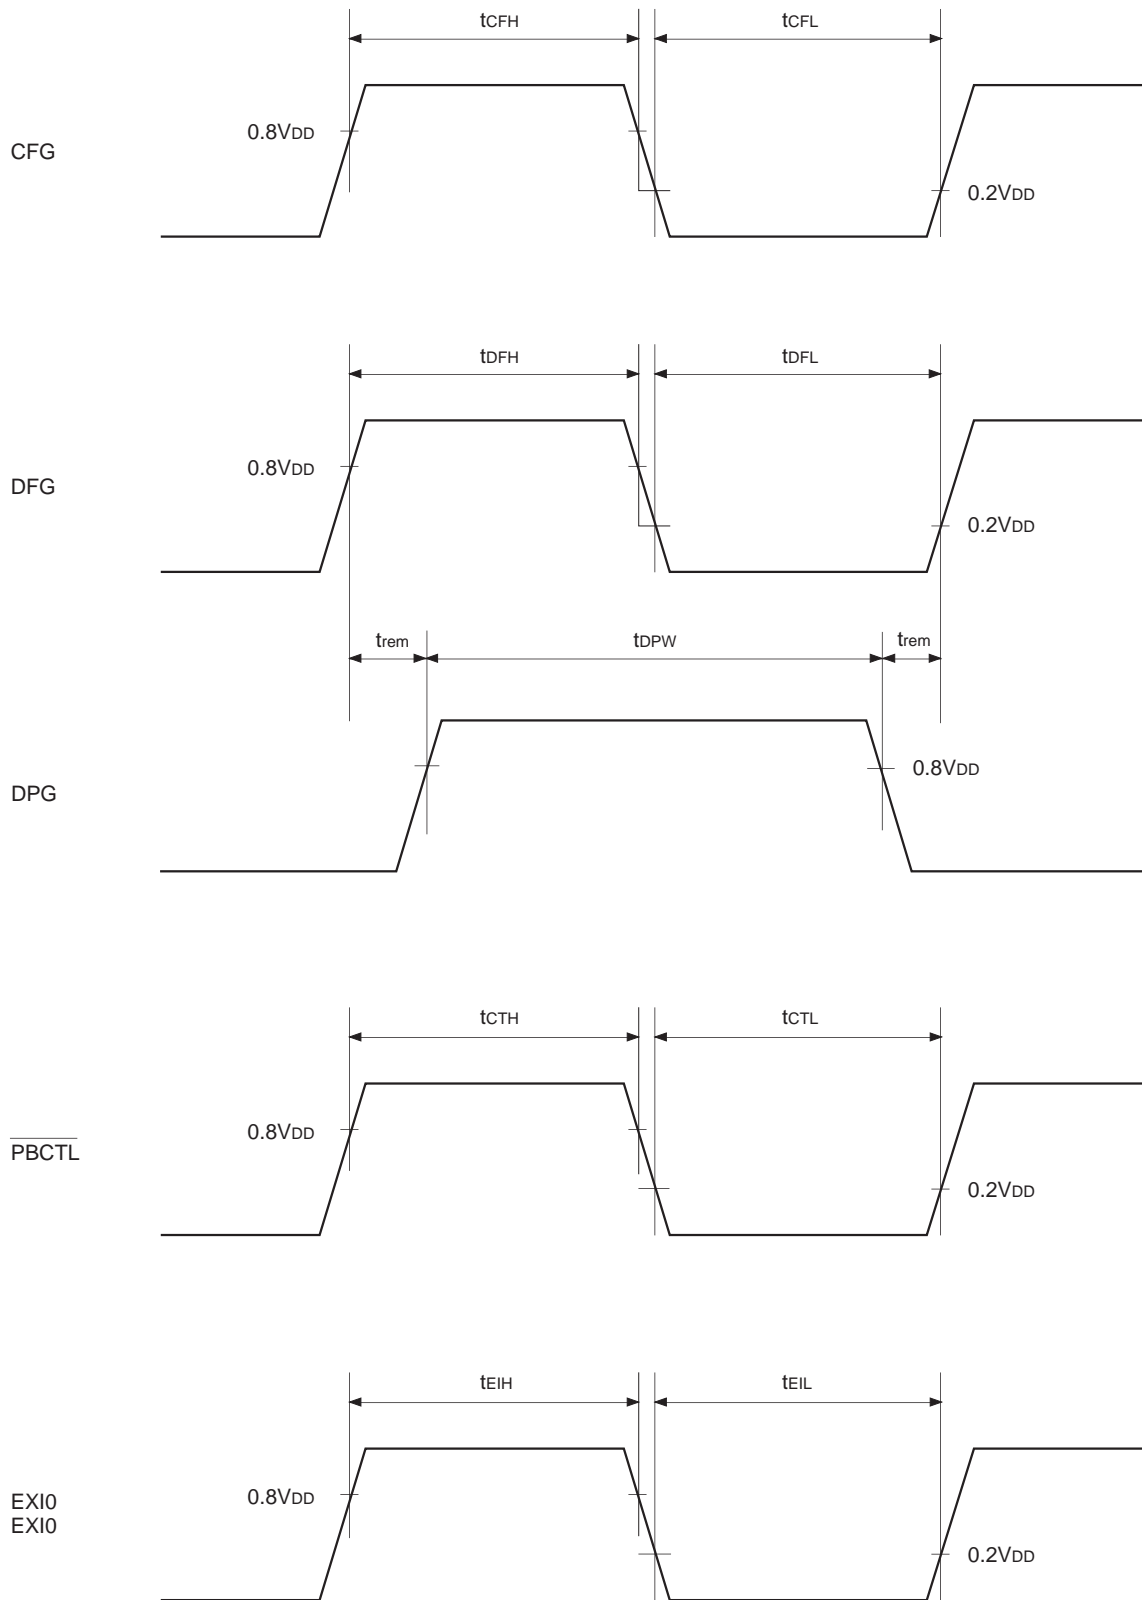 tCFH
tCFL
CFG
0.8VDD
0.2VDD
tDFH
tDFL
DFG
0.8VDD
0.2VDD
trem
tDPW
trem
DPG
0.8VDD
tCTH
tCTL
PBCTL
0.8VDD
0.2VDD
tEIH
tEIL
EXI0
EXI0
0.8VDD
0.2VDD